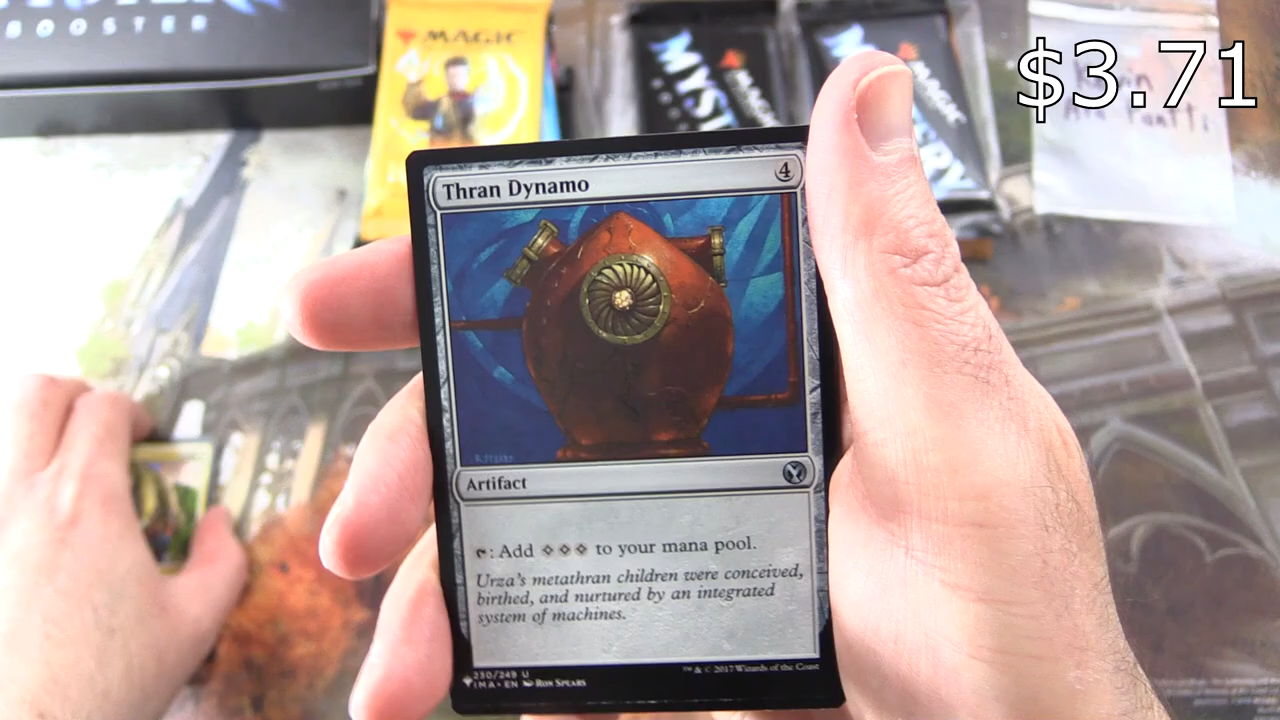 BOOSTER
MAGIC
MAGIC
MAGIC
$3.71
Thran Dynamo
4
Artifact
: Add to your mana pool.
Urza's metathran children were conceived,
birthed, and nurtured by an integrated
system of machines.
230/249 U
IMA • EN Ron Spears
™ & © 2017 Wizards of the Coast